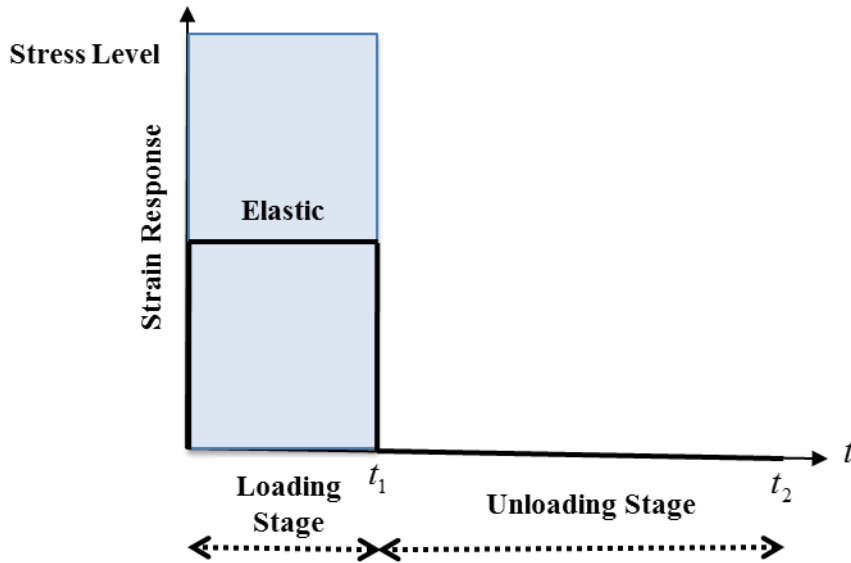 Stress Level
Strain Response
Elastic
t
t₁
t₂
Loading
Stage
Unloading Stage